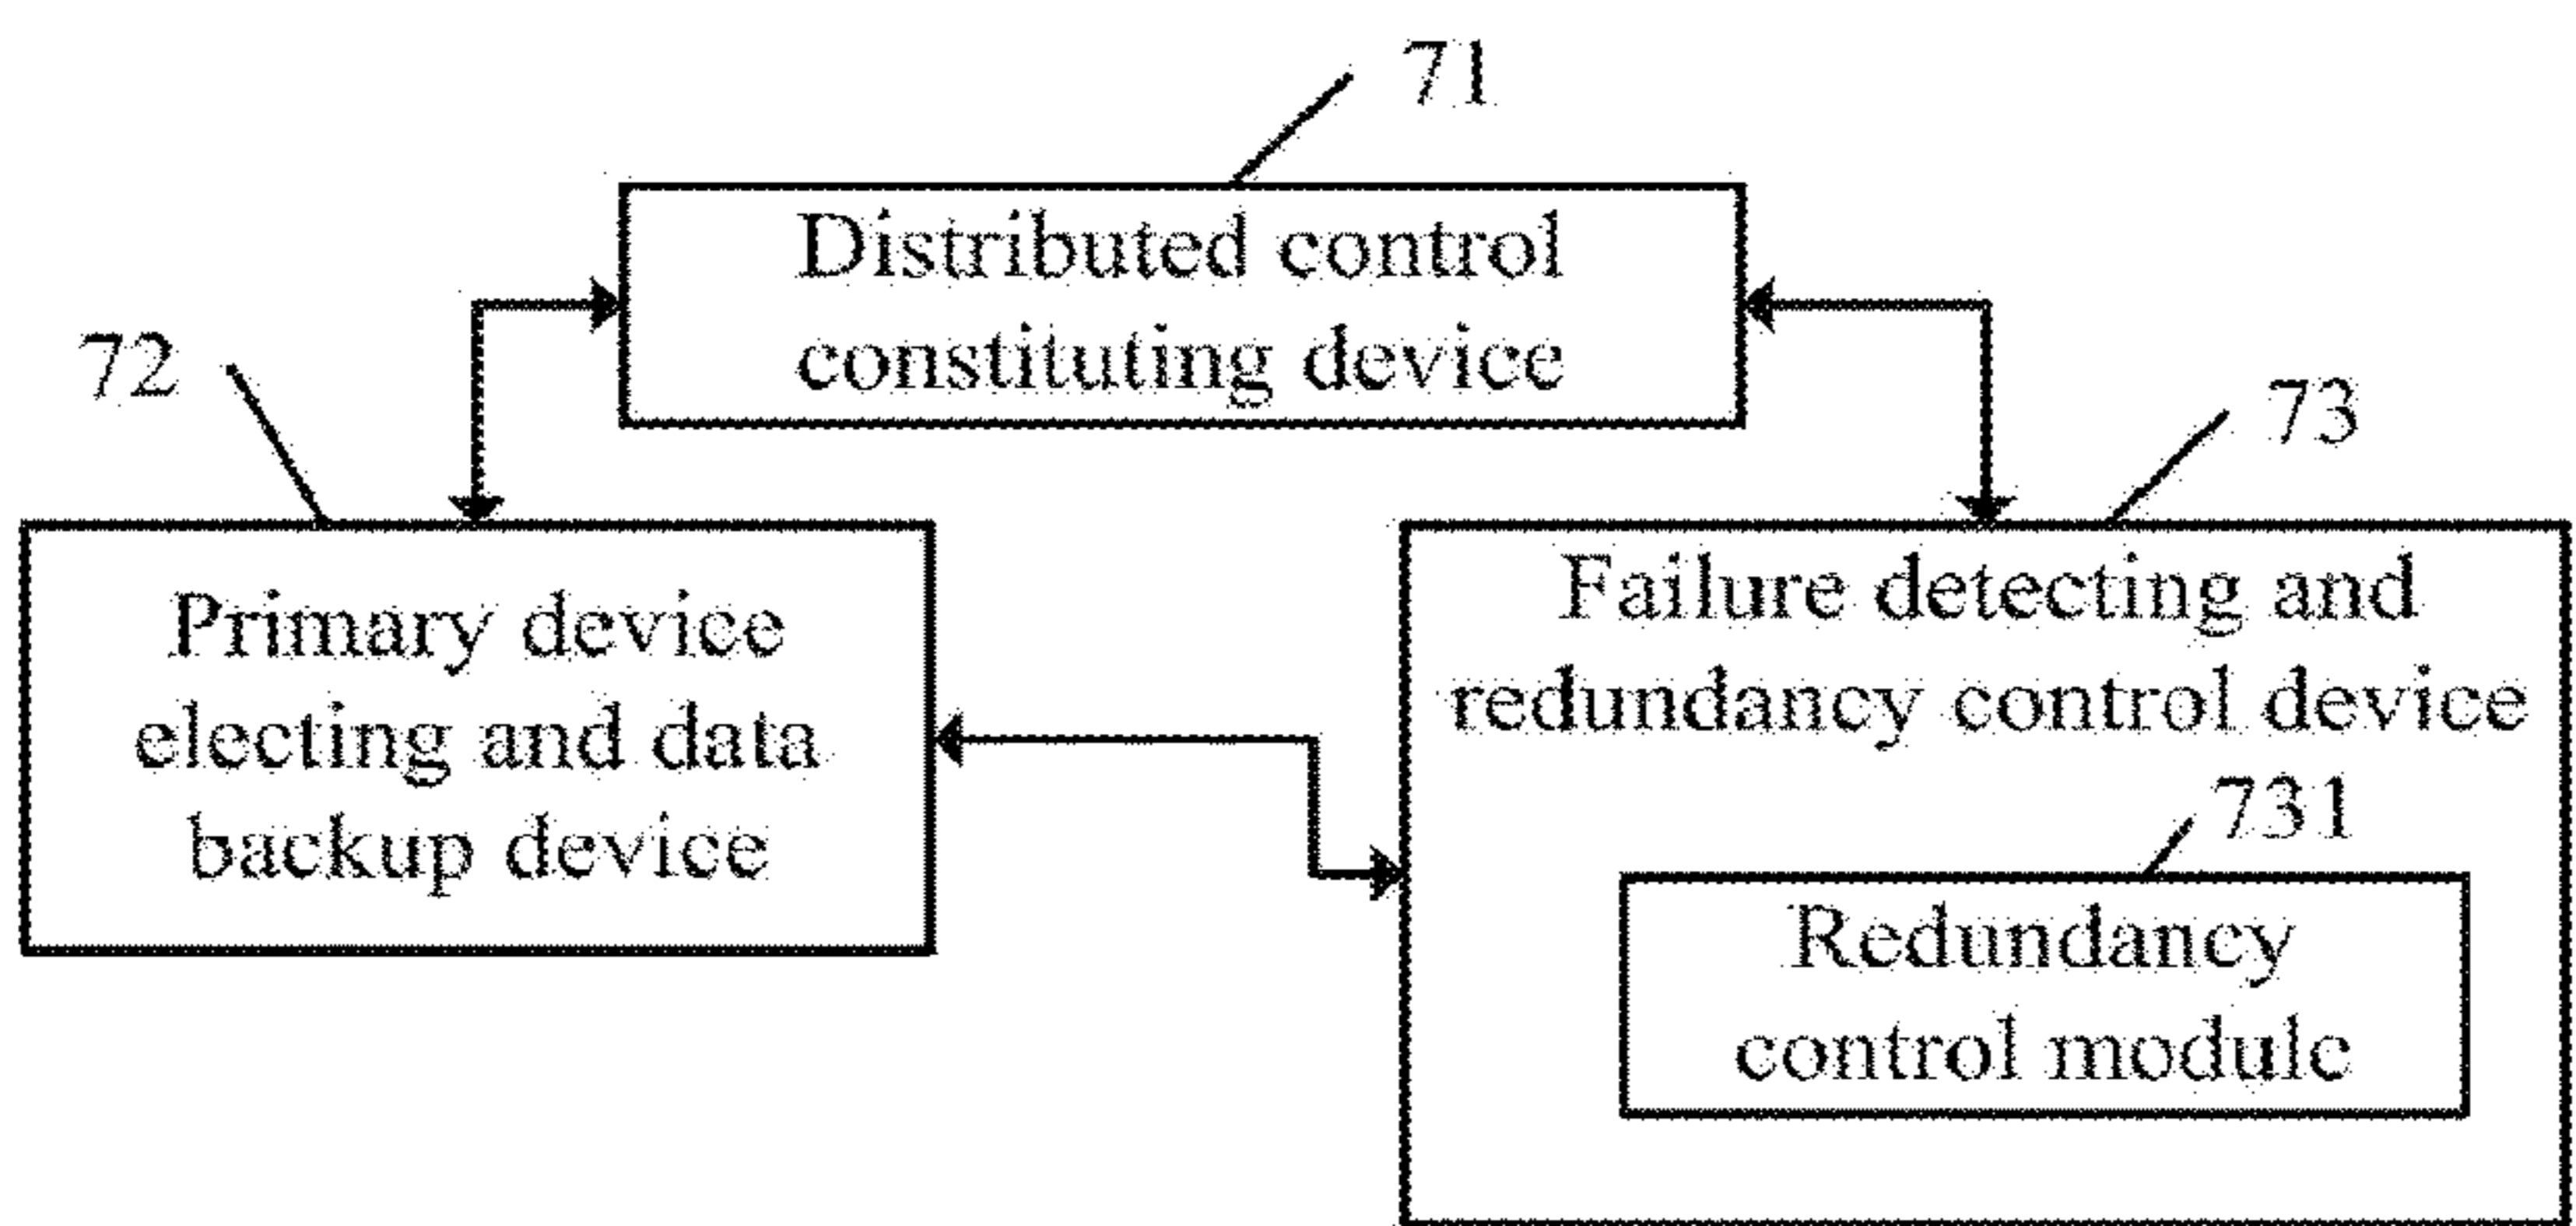 71
Distributed control
constituting device
72
73
Primary device
electing and data
backup device
Failure detecting and
redundancy control device
731
Redundancy
control module